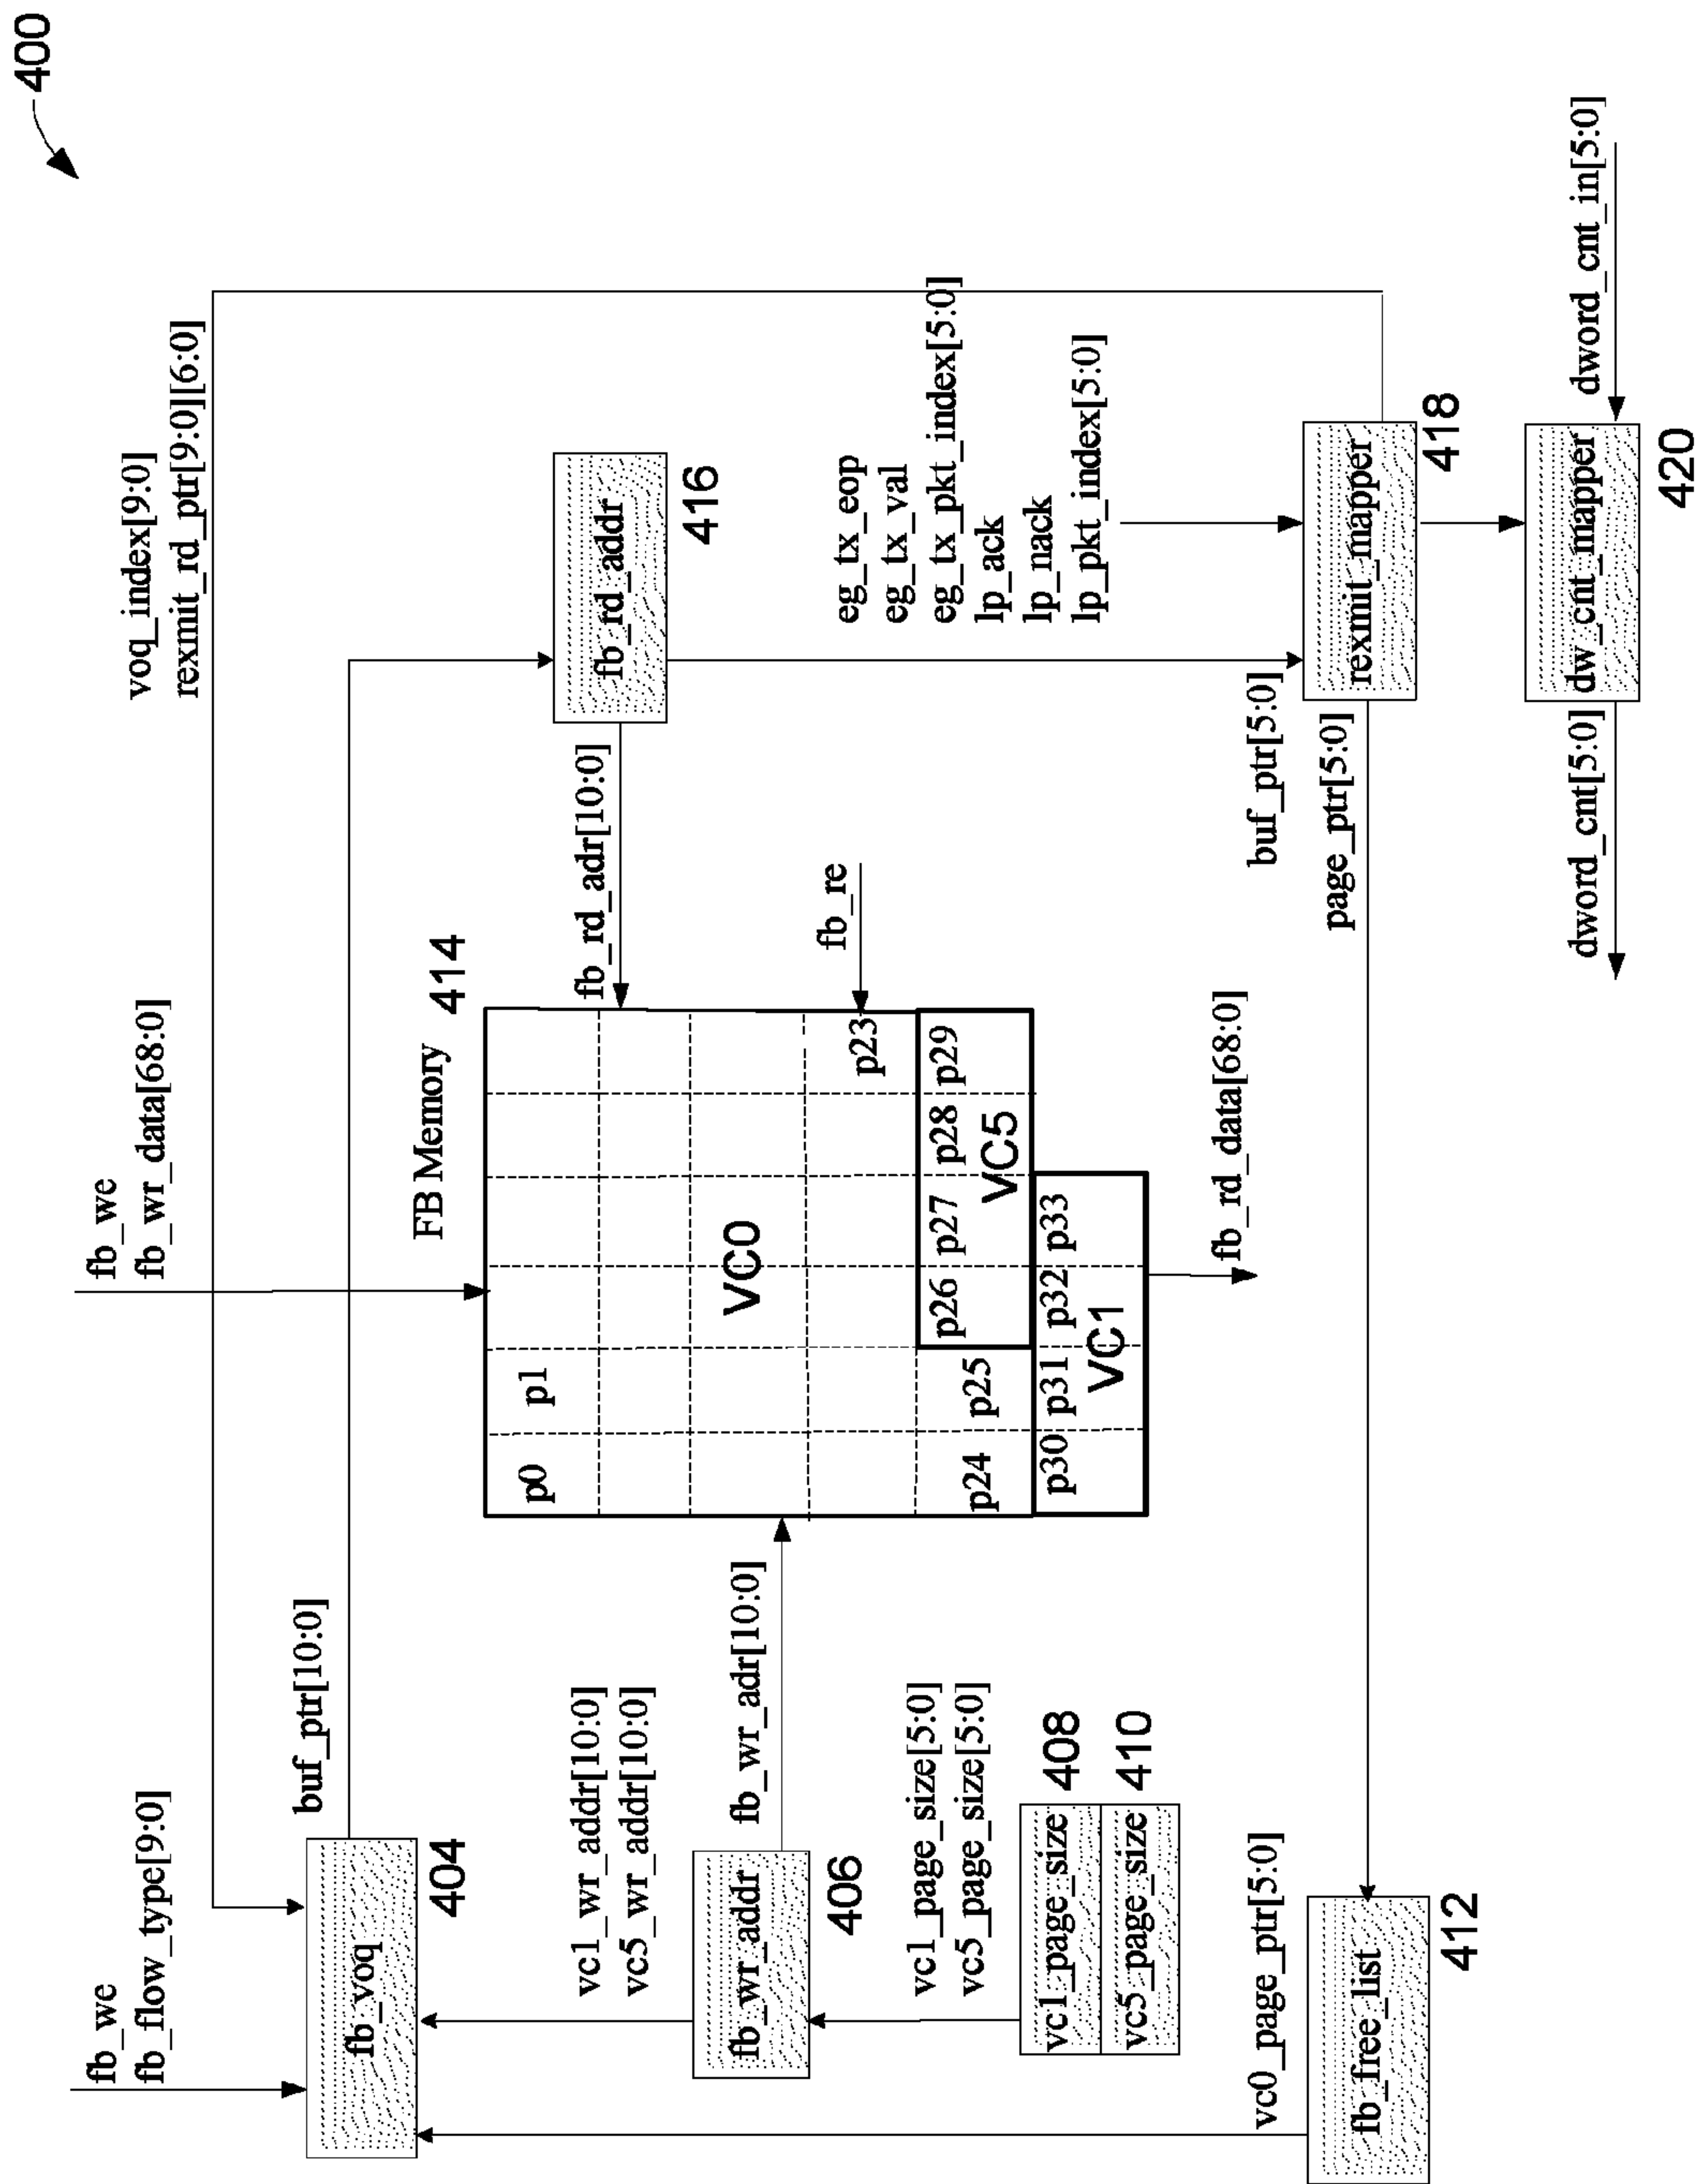 400
voq_index[9:0]
rexmit_rd_ptr[9:0][6:0]
fb_we
fb_wr_data[68:0]
fb_we
fb_flow_type[9:0]
buf_ptr[10:0]
fb_voq
404
FB Memory
414
fb_rd_addr
416
fb_rd_adr[10:0]
vc1_wr_addr[10:0]
vc5_wr_addr[10:0]
fb_wr_addr
406
fb_wr_adr[10:0]
p0
p1
VC0
p23
p24
p25
p26
p27
p28
p29
VC5
p30
p31
p32
p33
VC1
fb_re
fb_rd_data[68:0]
eg_tx_eop
eg_tx_val
eg_tx_pkt_index[5:0]
lp_ack
lp_nack
lp_pkt_index[5:0]
vc1_page_size[5:0]
vc5_page_size[5:0]
vc1_page_size
408
vc5_page_size
410
buf_ptr[5:0]
page_ptr[5:0]
rexmit_mapper
418
vc0_page_ptr[5:0]
fb_free_list
412
dword_cnt[5:0]
dw_cnt_mapper
420
dword_cnt_in[5:0]